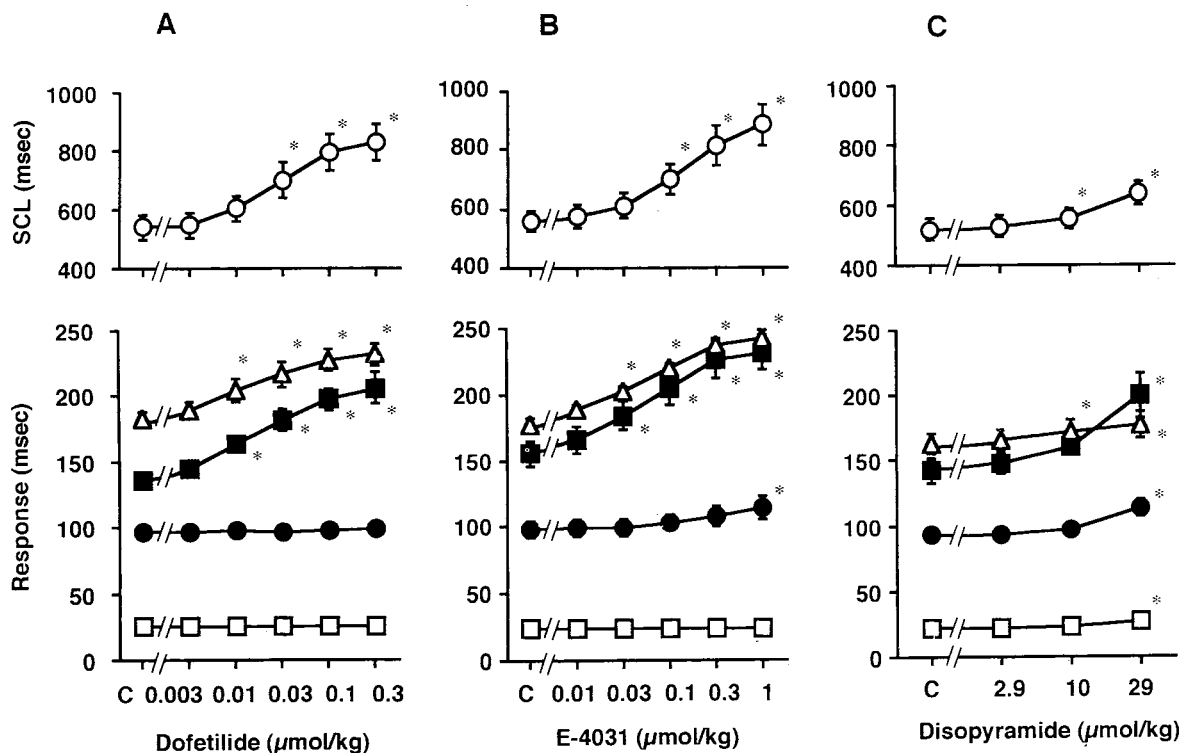 A
B
C
SCL (msec)
1000
800
600
400
1000
800
600
400
1000
800
600
400
* * *
* * *
* *
Response (msec)
250
200
150
100
50
0
250
200
150
100
50
0
250
200
150
100
50
0
* * * *
* * * *
* * * *
* * * *
*
* *
*
*
*
C 0.003 0.01 0.03 0.1 0.3
C 0.01 0.03 0.1 0.3 1
C 2.9 10 29
Dofetilide (µmol/kg)
E-4031 (µmol/kg)
Disopyramide (µmol/kg)